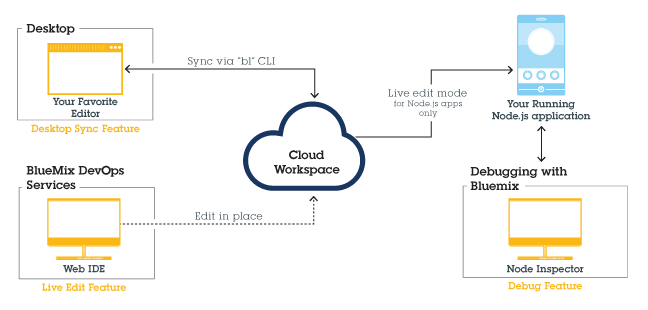 Desktop
Your Favorite
Editor
Desktop Sync Feature
Sync via "bl" CLI
BlueMix DevOps
Services
Web IDE
Live Edit Feature
Edit in place
Cloud
Workspace
Live edit mode
for Node.js apps
only
Your Running
Node.js application
Debugging with
Bluemix
Node Inspector
Debug Feature